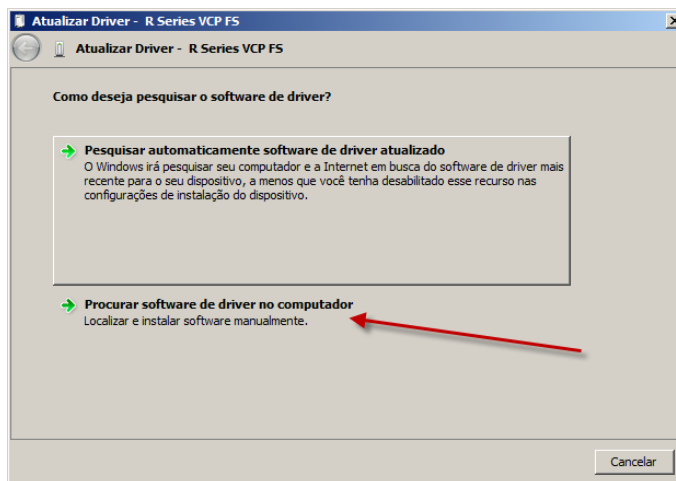 Atualizar Driver -  R Series VCP FS
Atualizar Driver -  R Series VCP FS
Como deseja pesquisar o software de driver?
Pesquisar automaticamente software de driver atualizado
O Windows irá pesquisar seu computador e a Internet em busca do software de driver mais
recente para o seu dispositivo, a menos que você tenha desabilitado esse recurso nas
configurações de instalação do dispositivo.
Procurar software de driver no computador
Localizar e instalar software manualmente.
Cancelar